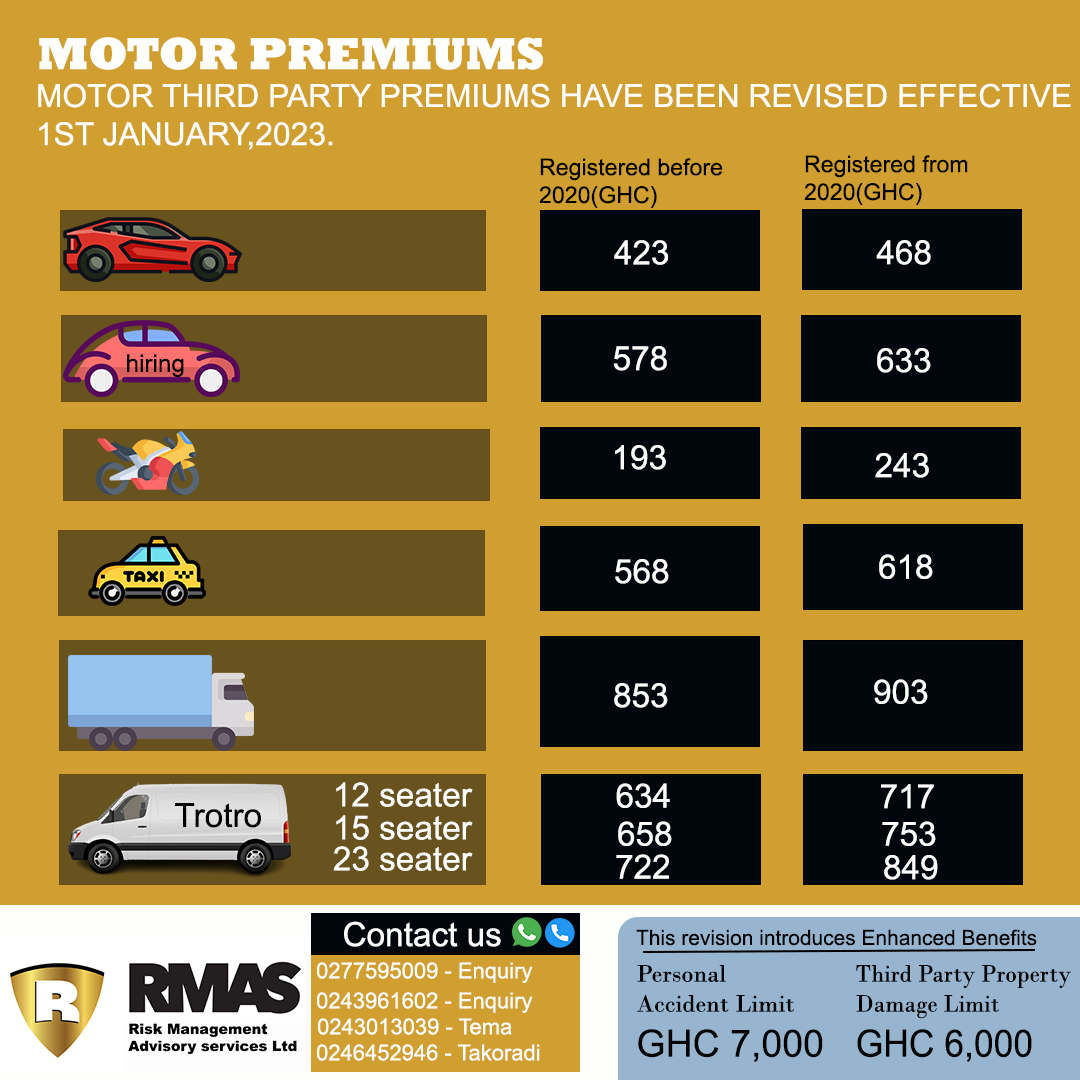 MOTOR PREMIUMS
MOTOR THIRD PARTY PREMIUMS HAVE BEEN REVISED EFFECTIVE
1ST JANUARY,2023.
Registered before
2020(GHC)
Registered from
2020(GHC)
423
468
hiring
578
633
193
243
TAXI
568
618
853
903
Trotro
12 seater
634
717
15 seater
658
753
23 seater
722
849
R
RMAS
Risk Management
Advisory services Ltd
Contact us
0277595009 - Enquiry
0243961602 - Enquiry
0243013039 - Tema
0246452946 - Takoradi
This revision introduces Enhanced Benefits
Personal
Accident Limit
GHC 7,000
Third Party Property
Damage Limit
GHC 6,000